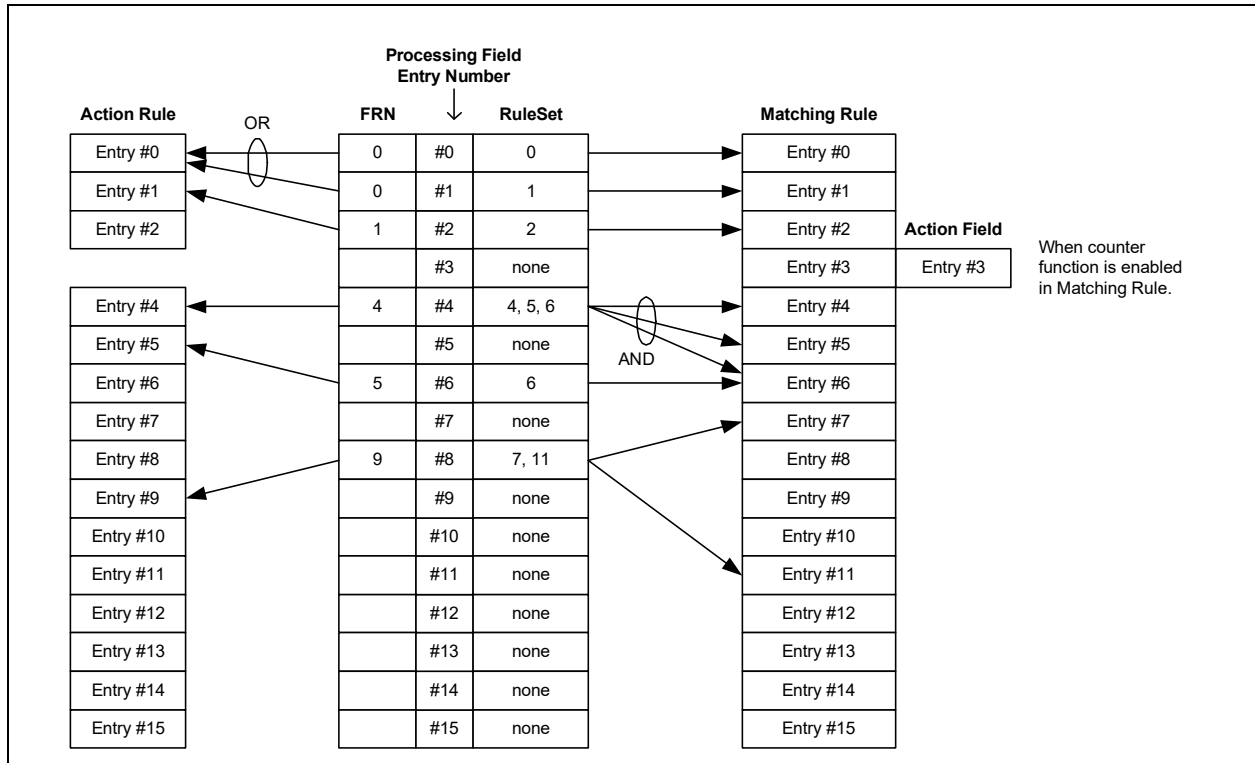 Processing Field
Entry Number
Action Rule
OR
FRN
RuleSet
Matching Rule
Entry #0
0
#0
0
Entry #0
Entry #1
0
#1
1
Entry #1
Entry #2
1
#2
2
Entry #2
Action Field
#3
none
Entry #3
Entry #3
When counter
function is enabled
in Matching Rule.
Entry #4
4
#4
4, 5, 6
Entry #4
Entry #5
#5
none
AND
Entry #5
Entry #6
5
#6
6
Entry #6
Entry #7
#7
none
Entry #7
Entry #8
9
#8
7, 11
Entry #8
Entry #9
#9
none
Entry #9
Entry #10
#10
none
Entry #10
Entry #11
#11
none
Entry #11
Entry #12
#12
none
Entry #12
Entry #13
#13
none
Entry #13
Entry #14
#14
none
Entry #14
Entry #15
#15
none
Entry #15